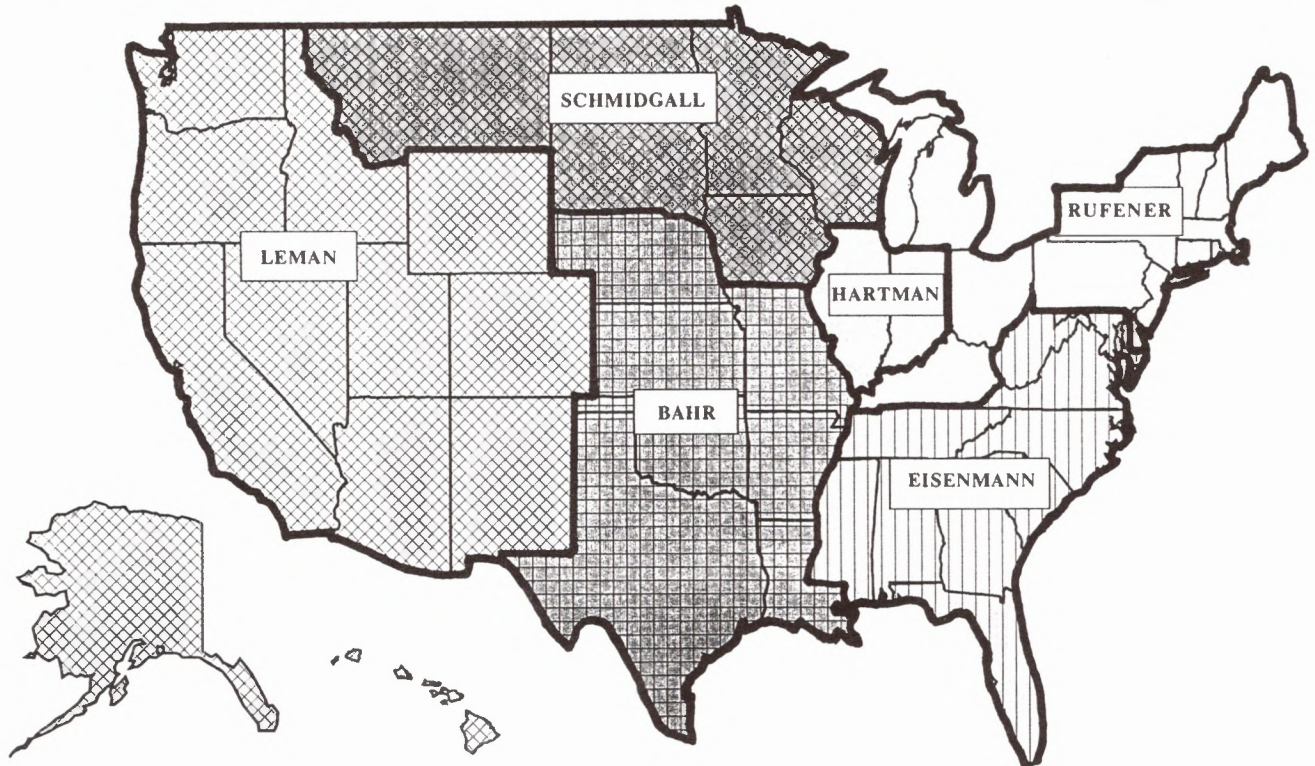 SCHMIDGALL
RUFENER
LEMAN
HARTMAN
BAHR
EISENMANN